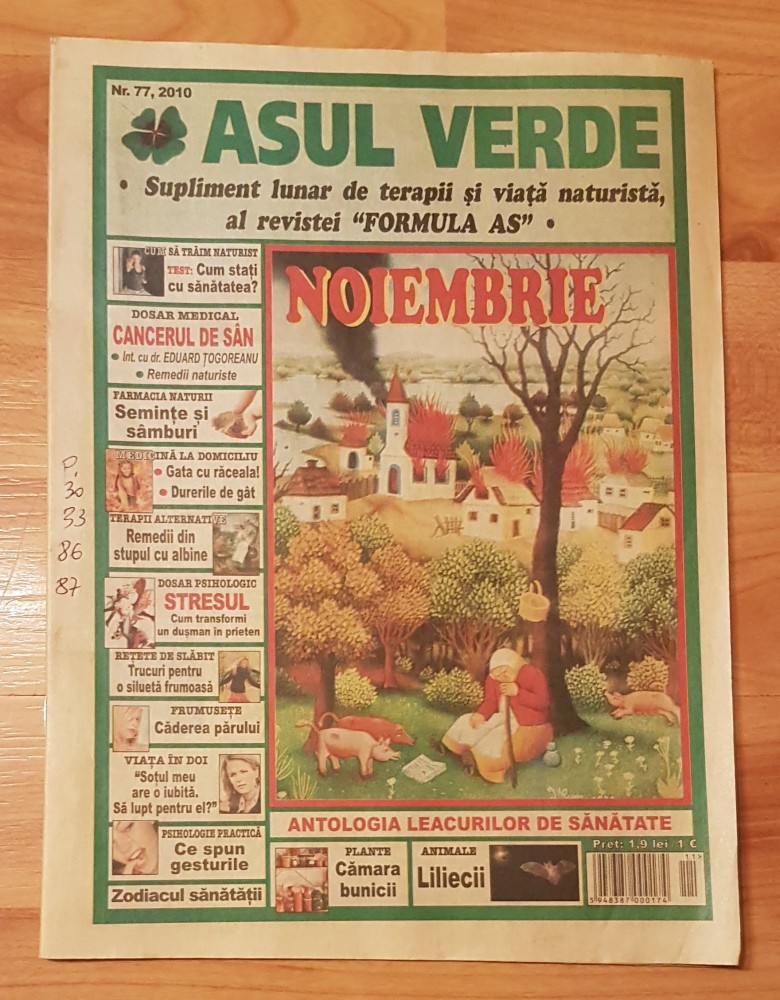 Nr. 77, 2010
ASUL VERDE
• Supliment lunar de terapii și viață naturistă,
al revistei "FORMULA AS" •
CUM SĂ TRĂIM NATURIST
TEST: Cum stați
cu sănătatea?
DOSAR MEDICAL
CANCERUL DE SÂN
• Int. cu dr. EDUARD ȚOGOREANU
• Remedii naturiste
FARMACIA NATURII
Semințe și
sâmburi
MEDICINĂ LA DOMICILIU
• Gata cu răceala!
• Durerile de gât
TERAPII ALTERNATIVE
Remedii din
stupul cu albine
DOSAR PSIHOLOGIC
STRESUL
Cum transformi
un dușman în prieten
REȚETE DE SLĂBIT
Trucuri pentru
o siluetă frumoasă
FRUMUSEȚE
Căderea părului
VIAȚA ÎN DOI
"Soțul meu
are o iubită.
Să lupt pentru el?"
PSIHOLOGIE PRACTICĂ
Ce spun
gesturile
Zodiacul sănătății
P.
30
33
86
87
NOIEMBRIE
ANTOLOGIA LEACURILOR DE SĂNĂTATE
PLANTE
Cămara
bunicii
ANIMALE
Liliecii
Preț: 1,9 lei / 1 €
11>
5948387000174